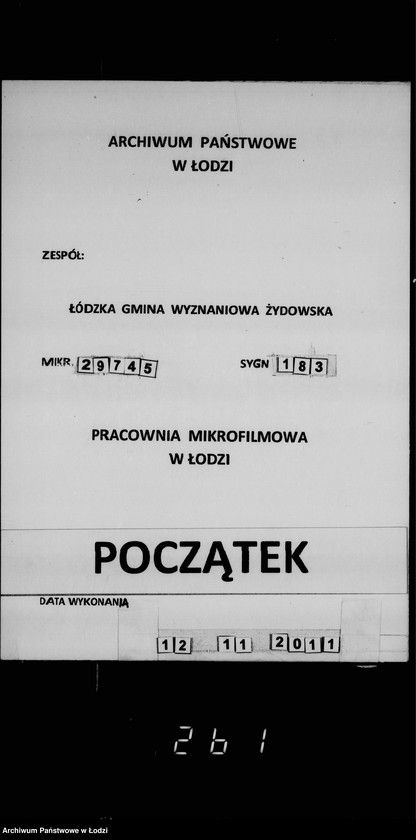 ARCHIWUM PAŃSTWOWE
W ŁODZI
ZESPÓŁ:
ŁÓDZKA GMINA WYZNANIOWA ŻYDOWSKA
MIKR. 29745 SYGN 183
PRACOWNIA MIKROFILMOWA
W ŁODZI
POCZĄTEK
DATA WYKONANIA
12 11 2011
261
Archiwum Państwowe w Łodzi